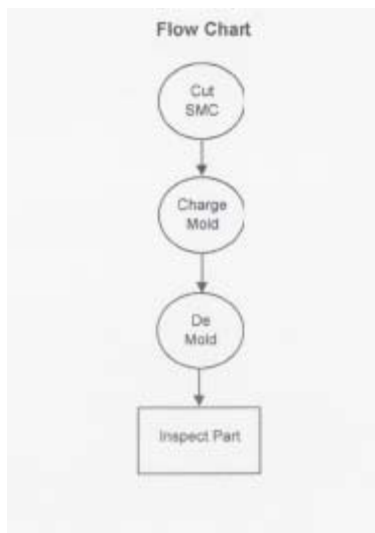 Flow Chart
Cut
SMC
Charge
Mold
De
Mold
Inspect Part